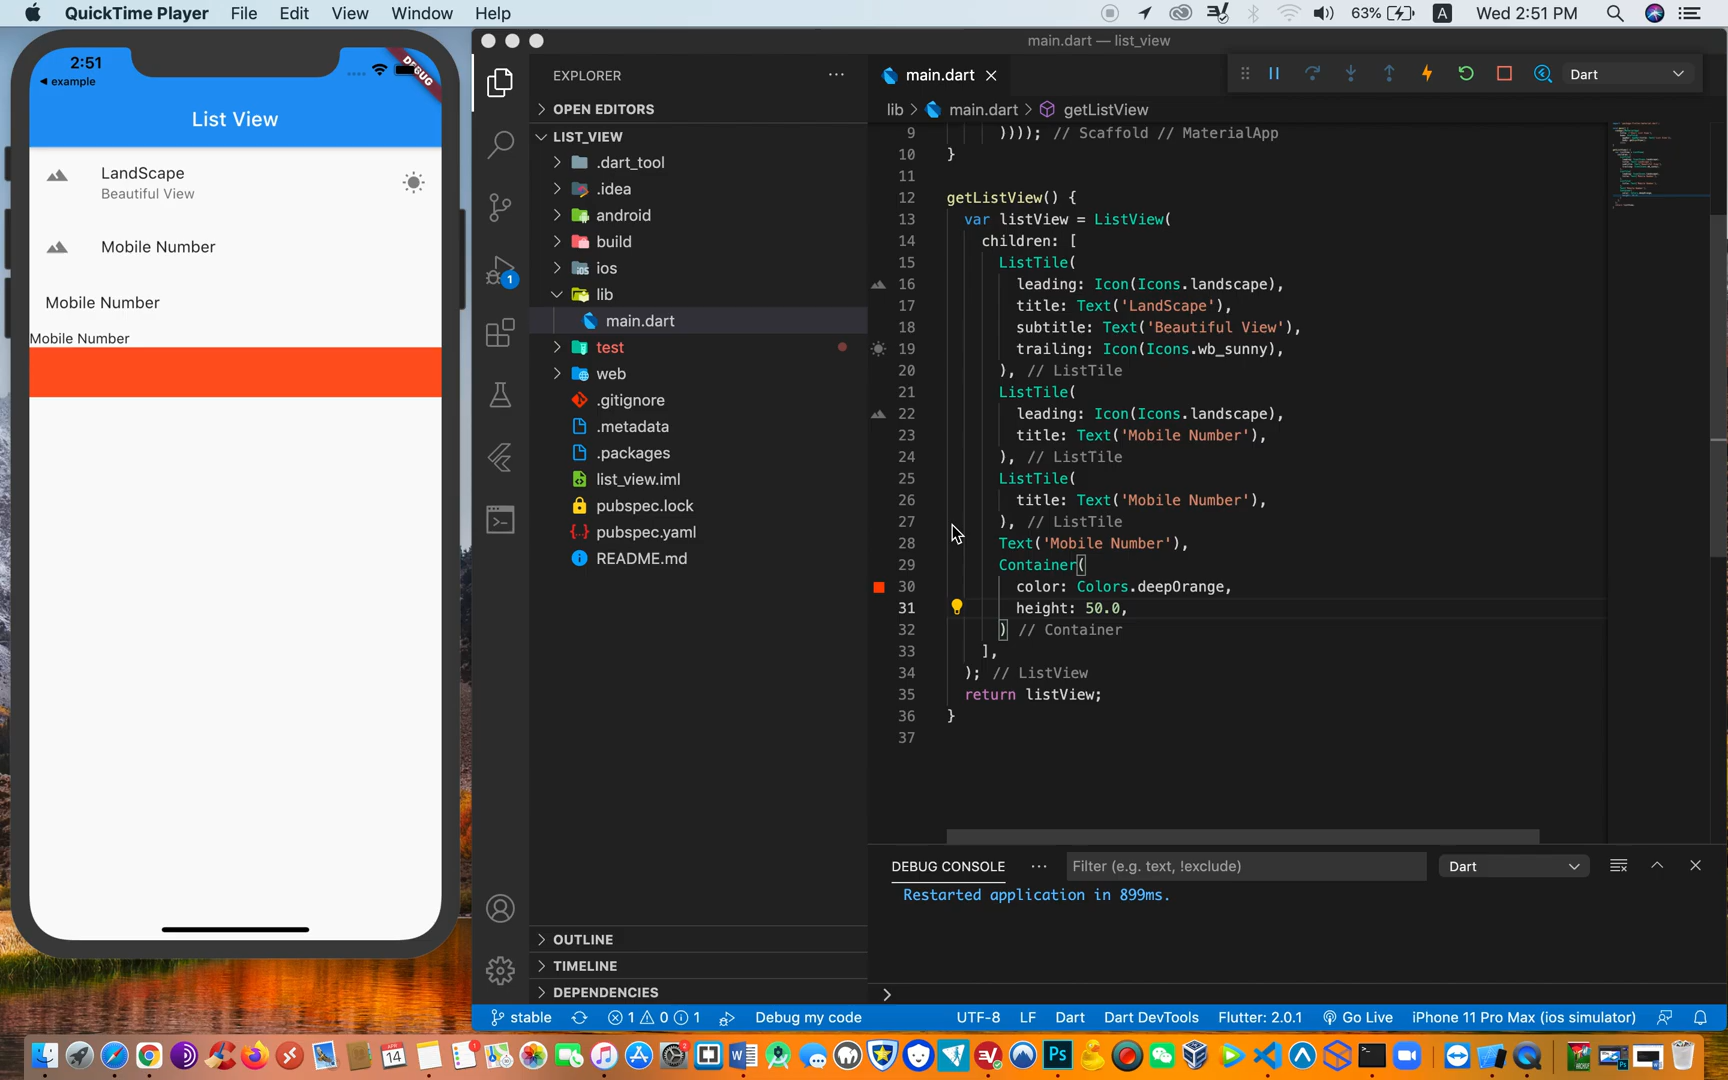 QuickTime Player File Edit View Window Help 63% A Wed 2:51 PM
2:51
example
DEBUG
List View
LandScape
Beautiful View
Mobile Number
Mobile Number
Mobile Number
main.dart — list_view
EXPLORER ...
OPEN EDITORS
LIST_VIEW
.dart_tool
.idea
android
build
ios
lib
main.dart
test
web
.gitignore
.metadata
.packages
list_view.iml
pubspec.lock
pubspec.yaml
README.md
OUTLINE
TIMELINE
DEPENDENCIES
1
main.dart
Dart
lib > main.dart > getListView
9 )))); // Scaffold // MaterialApp
10 }
11
12 getListView() {
13 var listView = ListView(
14 children: [
15 ListTile(
16 leading: Icon(Icons.landscape),
17 title: Text('LandScape'),
18 subtitle: Text('Beautiful View'),
19 trailing: Icon(Icons.wb_sunny),
20 ), // ListTile
21 ListTile(
22 leading: Icon(Icons.landscape),
23 title: Text('Mobile Number'),
24 ), // ListTile
25 ListTile(
26 title: Text('Mobile Number'),
27 ), // ListTile
28 Text('Mobile Number'),
29 Container(
30 color: Colors.deepOrange,
31 height: 50.0,
32 ) // Container
33 ],
34 ); // ListView
35 return listView;
36 }
37
DEBUG CONSOLE ... Filter (e.g. text, !exclude) Dart
Restarted application in 899ms.
>
stable 1 0 1 Debug my code UTF-8 LF Dart Dart DevTools Flutter: 2.0.1 Go Live iPhone 11 Pro Max (ios simulator)
APR
14
Ps